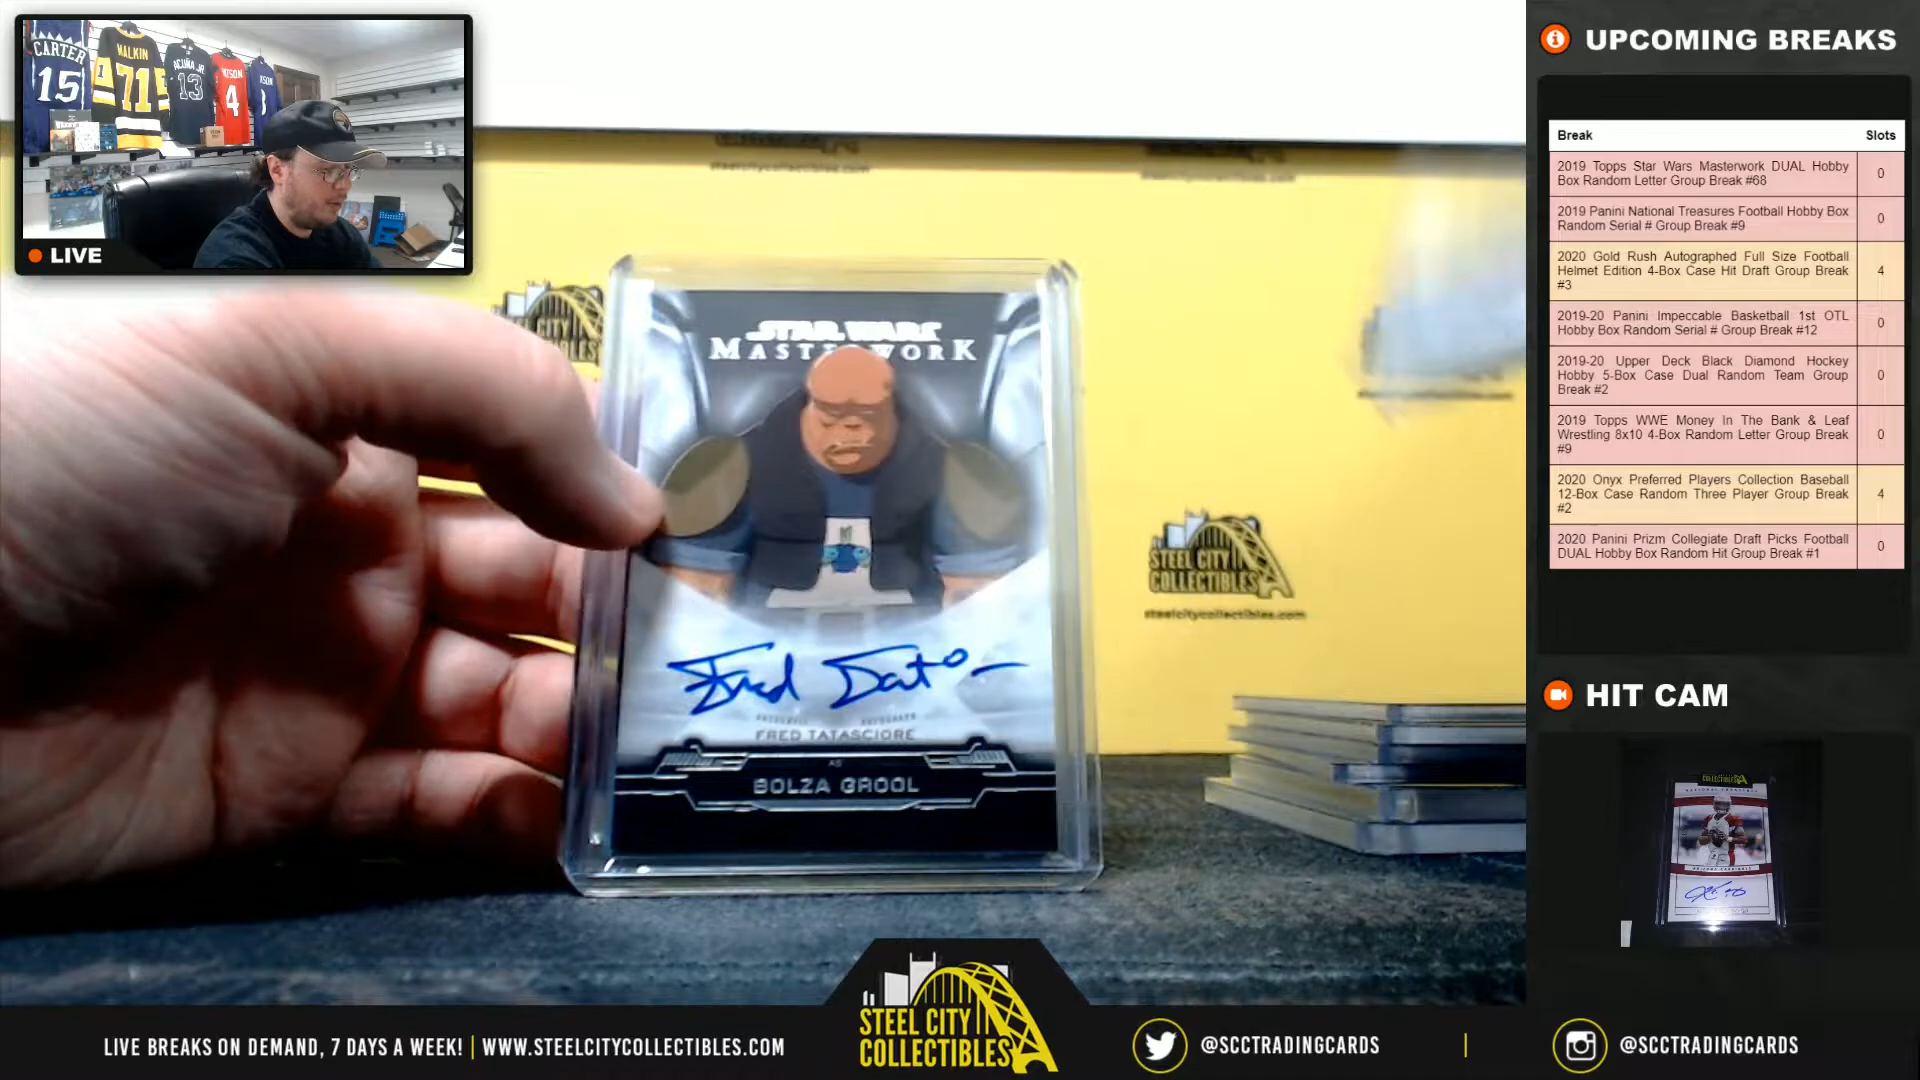 CARTER
15
MALKIN
71
ACUÑA JR.
13
4
LIVE
STAR WARS
MASTERWORK
Fred Tatascio
AUTHENTIC AUTOGRAPH
FRED TATASCIORE
AS
BOLZA GROOL
STEEL CITY
COLLECTIBLES
steelcitycollectibles.com
UPCOMING BREAKS
Break Slots
2019 Topps Star Wars Masterwork DUAL Hobby
Box Random Letter Group Break #68 0
2019 Panini National Treasures Football Hobby Box
Random Serial # Group Break #9 0
2020 Gold Rush Autographed Full Size Football
Helmet Edition 4-Box Case Hit Draft Group Break
#3 4
2019-20 Panini Impeccable Basketball 1st OTL
Hobby Box Random Serial # Group Break #12 0
2019-20 Upper Deck Black Diamond Hockey
Hobby 5-Box Case Dual Random Team Group
Break #2 0
2019 Topps WWE Money In The Bank & Leaf
Wrestling 8x10 4-Box Random Letter Group Break
#9 0
2020 Onyx Preferred Players Collection Baseball
12-Box Case Random Three Player Group Break
#2 4
2020 Panini Prizm Collegiate Draft Picks Football
DUAL Hobby Box Random Hit Group Break #1 0
HIT CAM
LIVE BREAKS ON DEMAND, 7 DAYS A WEEK! | WWW.STEELCITYCOLLECTIBLES.COM
STEEL CITY
COLLECTIBLES
@SCCTRADINGCARDS
@SCCTRADINGCARDS